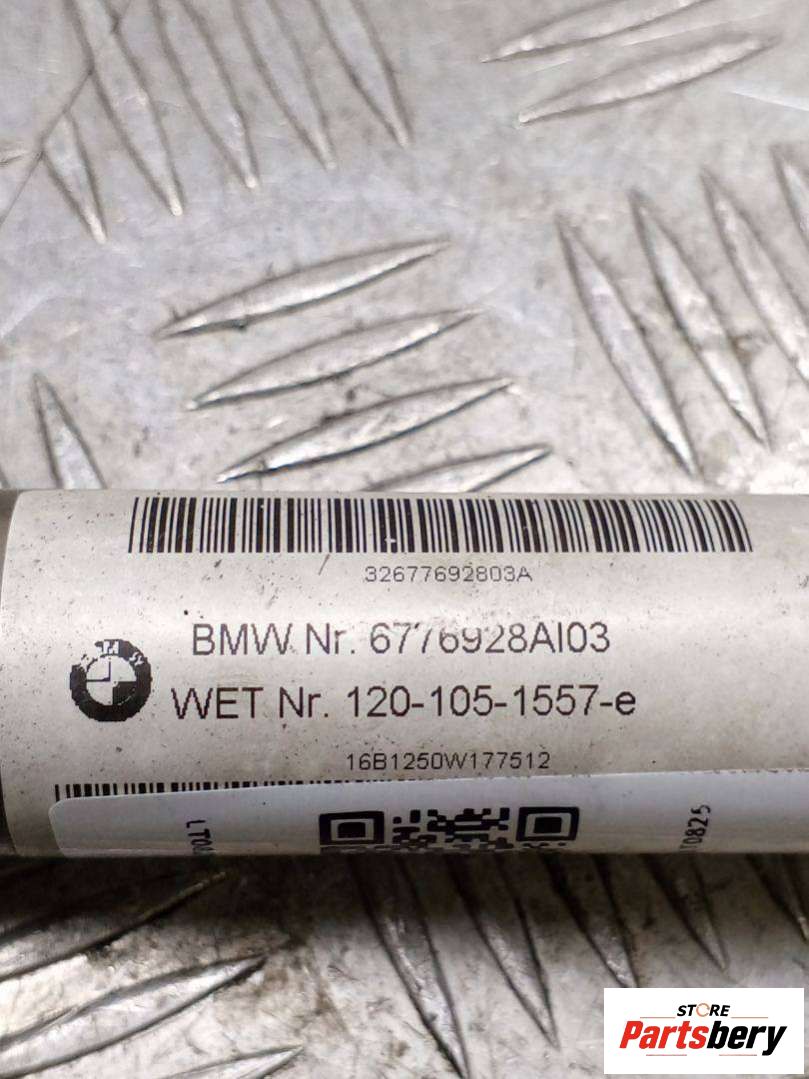 32677692803A
BMW Nr. 6776928AI03
WET Nr. 120-105-1557-e
16B1250W177512
STORE
Partsbery